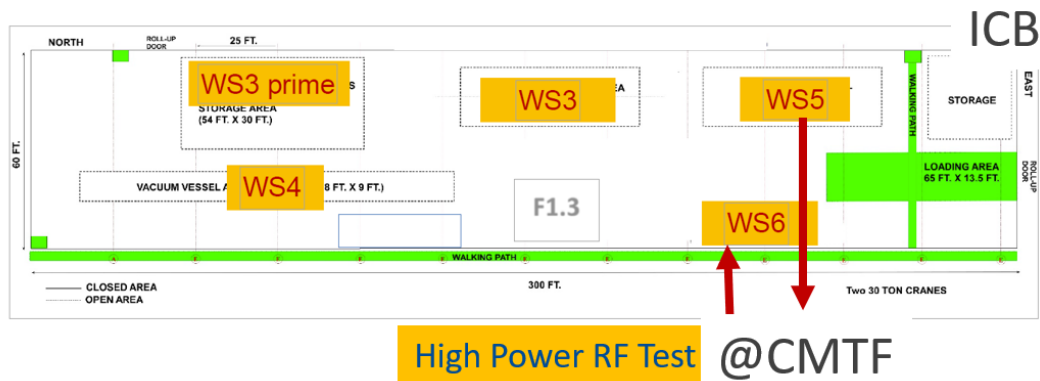 ICB
NORTH
ROLL-UP
DOOR
25 FT.
WS3 prime
S
STORAGE AREA
(54 FT. X 30 FT.)
WS3
EA
WS5
WALKING PATH
STORAGE
EAST
60 FT.
VACUUM VESSEL A
WS4
8 FT. X 9 FT.)
F1.3
WS6
LOADING AREA
65 FT. X 13.5 FT.
ROLL-UP
DOOR
WALKING PATH
CLOSED AREA
OPEN AREA
300 FT.
Two 30 TON CRANES
High Power RF Test @CMTF